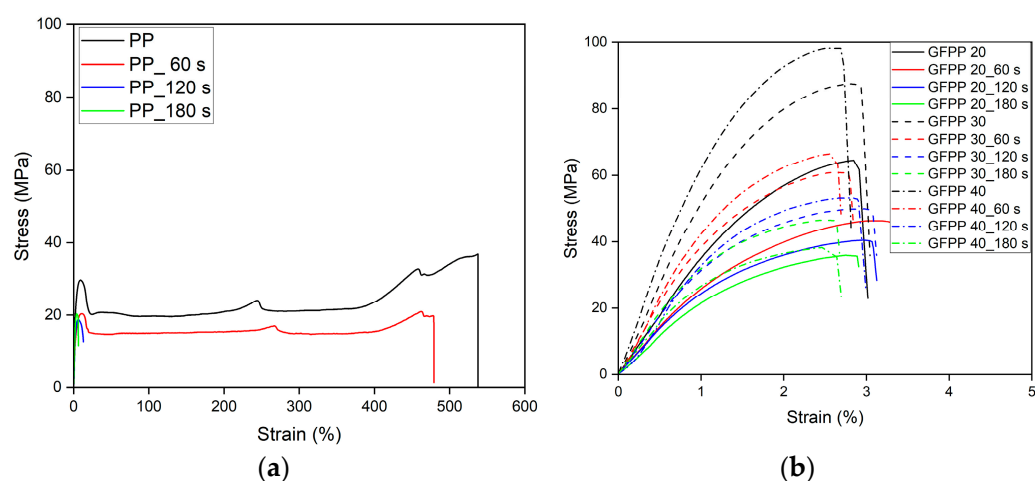 100
80
60
40
20
0
Stress (MPa)
PP
PP_ 60 s
PP_120 s
PP_180 s
0 100 200 300 400 500 600
Strain (%)
(a)
100
80
60
40
20
0
Stress (MPa)
GFPP 20
GFPP 20_60 s
GFPP 20_120 s
GFPP 20_180 s
GFPP 30
GFPP 30_60 s
GFPP 30_120 s
GFPP 30_180 s
GFPP 40
GFPP 40_60 s
GFPP 40_120 s
GFPP 40_180 s
0 1 2 3 4 5
Strain (%)
(b)